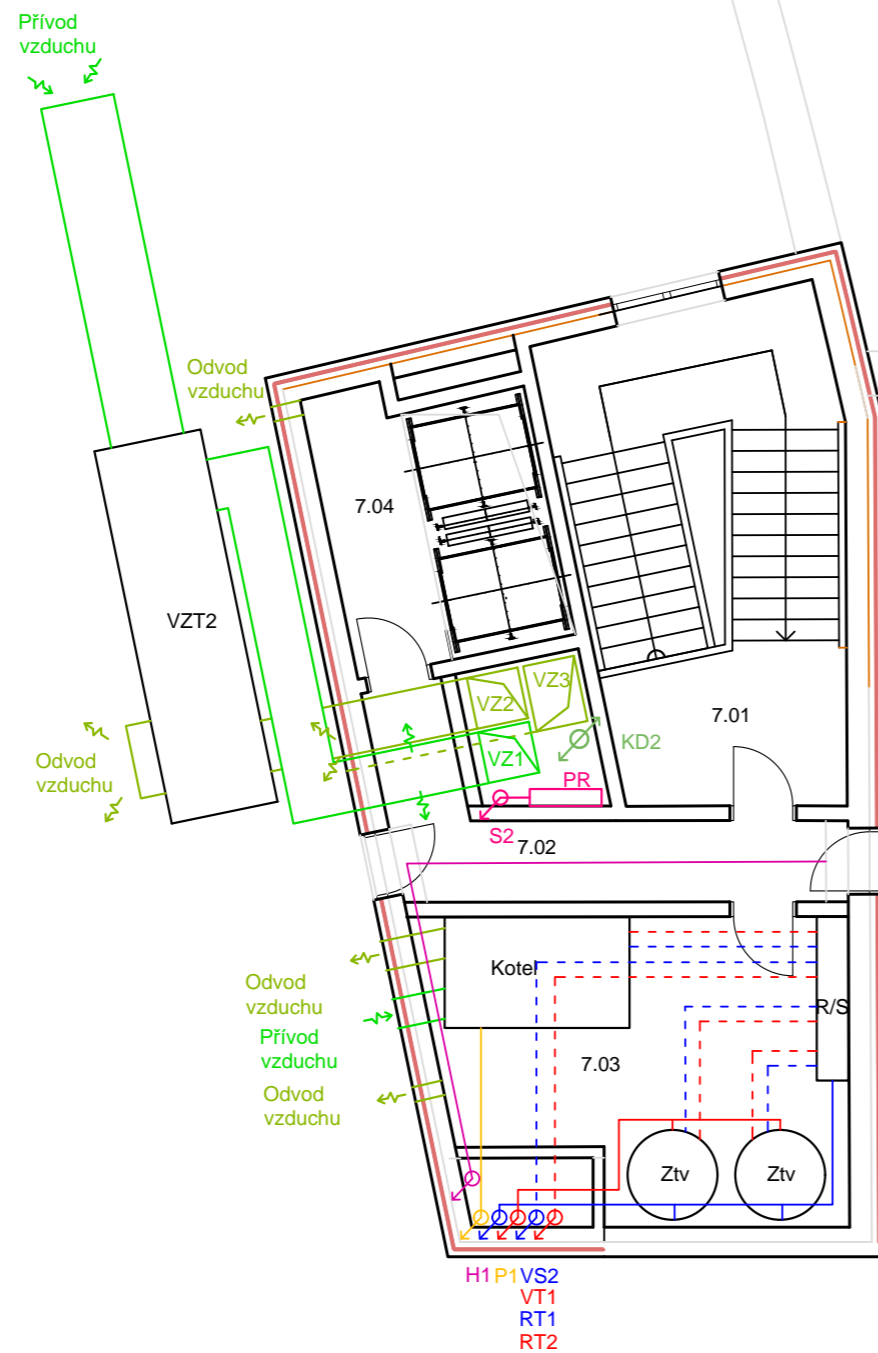 Přívod
vzduchu
Odvod
vzduchu
7.04
VZT2
VZ3
VZ2
7.01
KD2
Odvod
vzduchu
VZ1
PR
S2
7.02
Kotel
Odvod
vzduchu
R/S
Přívod
vzduchu
7.03
Odvod
vzduchu
Ztv
Ztv
H1 P1 VS2
VT1
RT1
RT2